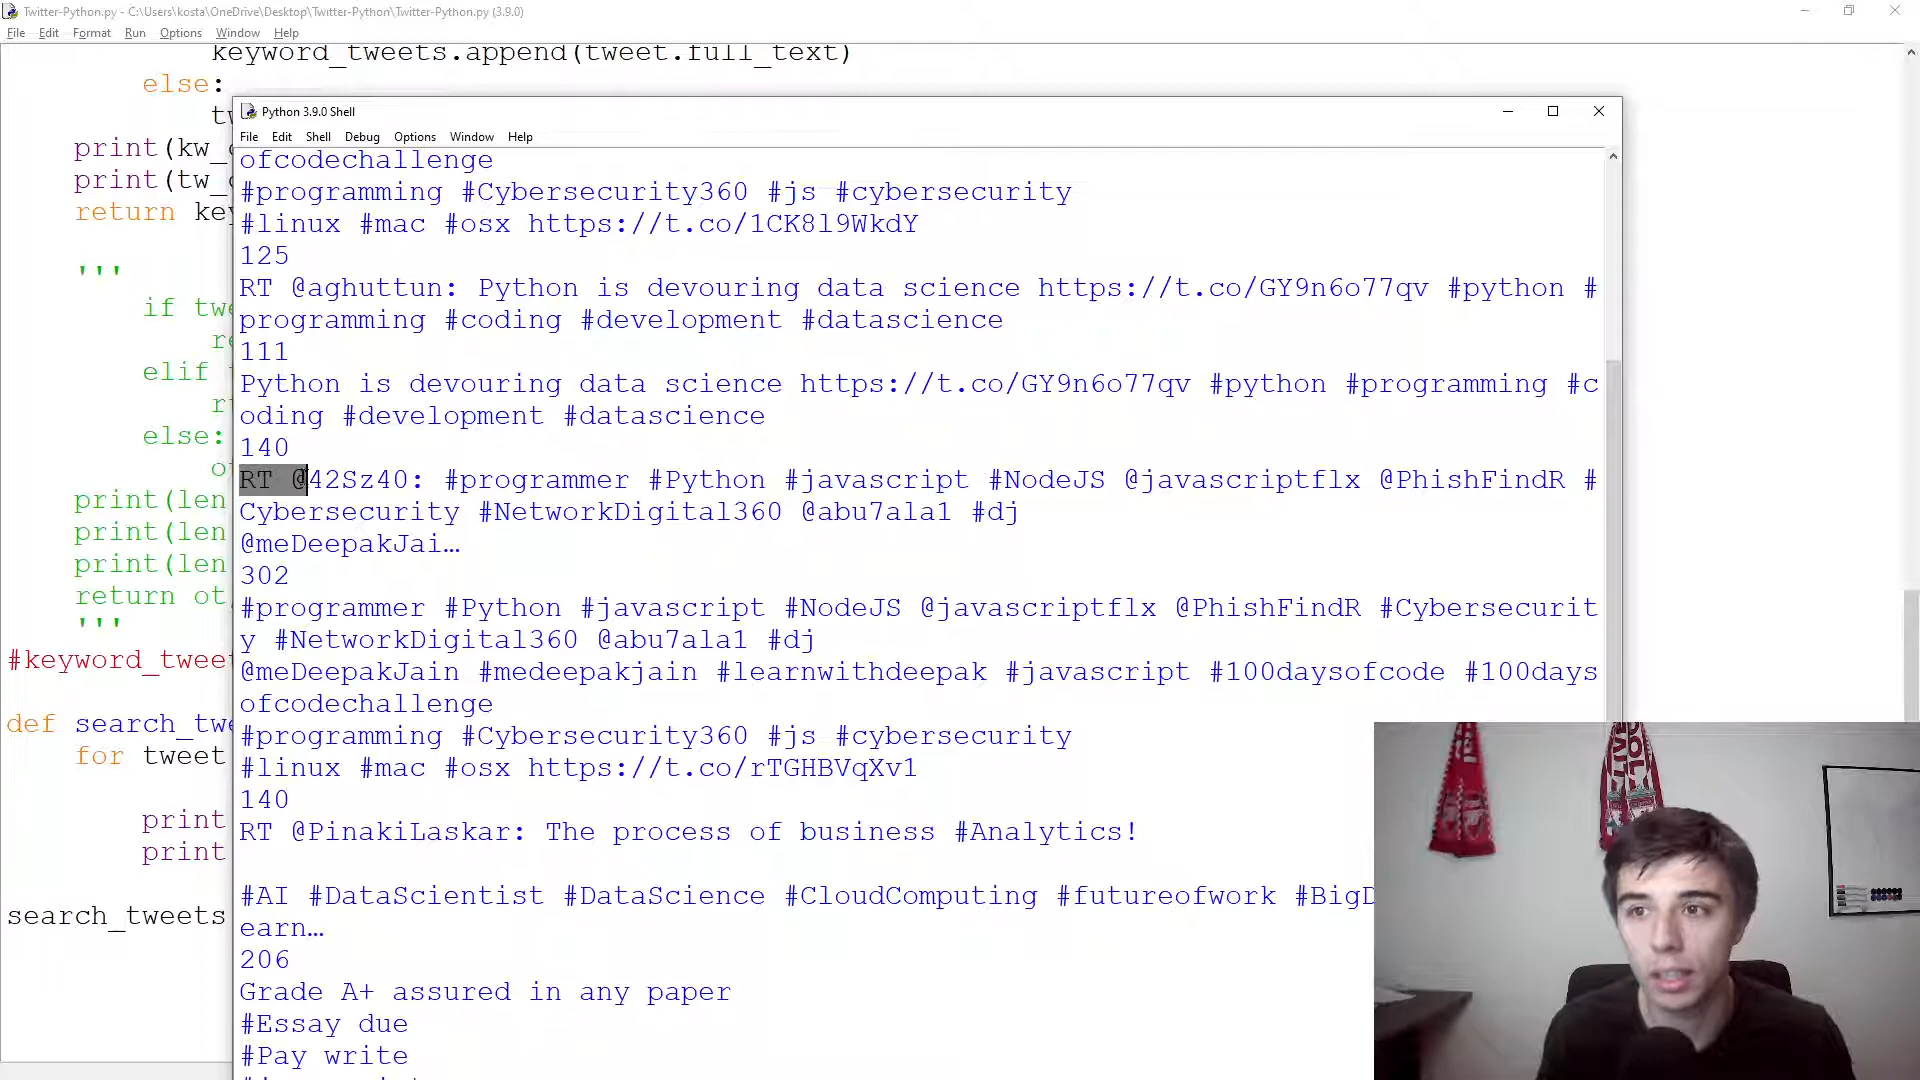 Twitter-Python.py - C:\Users\kosta\OneDrive\Desktop\Twitter-Python\Twitter-Python.py (3.9.0)
File Edit Format Run Options Window Help
keyword_tweets.append(tweet.full_text)
else:
print(kw_
print(tw_
return
'''
if
elif
else:
print(len
print(len
print(len
return
'''
#keyword_tweet
def search_twe
for tweet
print
print
search_tweets
Python 3.9.0 Shell
File Edit Shell Debug Options Window Help
ofcodechallenge
#programming #Cybersecurity360 #js #cybersecurity
#linux #mac #osx https://t.co/1CK8l9WkdY
125
RT @aghuttun: Python is devouring data science https://t.co/GY9n6o77qv #python #
programming #coding #development #datascience
111
Python is devouring data science https://t.co/GY9n6o77qv #python #programming #c
oding #development #datascience
140
RT @42Sz40: #programmer #Python #javascript #NodeJS @javascriptflx @PhishFindR #
Cybersecurity #NetworkDigital360 @abu7ala1 #dj
@meDeepakJai…
302
#programmer #Python #javascript #NodeJS @javascriptflx @PhishFindR #Cybersecurit
y #NetworkDigital360 @abu7ala1 #dj
@meDeepakJain #medeepakjain #learnwithdeepak #javascript #100daysofcode #100days
ofcodechallenge
#programming #Cybersecurity360 #js #cybersecurity
#linux #mac #osx https://t.co/rTGHBVqXv1
140
RT @PinakiLaskar: The process of business #Analytics!
#AI #DataScientist #DataScience #CloudComputing #futureofwork #BigD
earn…
206
Grade A+ assured in any paper
#Essay due
#Pay write